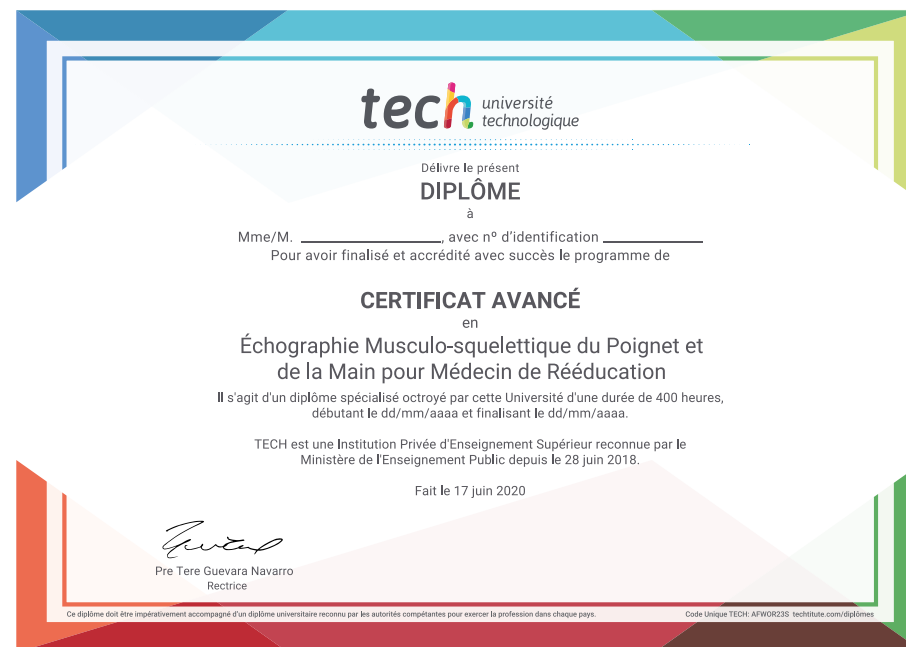 tech université
technologique
Délivre le présent
DIPLÔME
à
Mme/M. ____________________, avec nº d'identification ______________
Pour avoir finalisé et accrédité avec succès le programme de
CERTIFICAT AVANCÉ
en
Échographie Musculo-squelettique du Poignet et
de la Main pour Médecin de Rééducation
Il s'agit d'un diplôme spécialisé octroyé par cette Université d'une durée de 400 heures,
débutant le dd/mm/aaaa et finalisant le dd/mm/aaaa.
TECH est une Institution Privée d'Enseignement Supérieur reconnue par le
Ministère de l'Enseignement Public depuis le 28 juin 2018.
Fait le 17 juin 2020
Pre Tere Guevara Navarro
Rectrice
Ce diplôme doit être impérativement accompagné d'un diplôme universitaire reconnu par les autorités compétantes pour exercer la profession dans chaque pays.
Code Unique TECH: AFWOR23S techtitute.com/diplômes